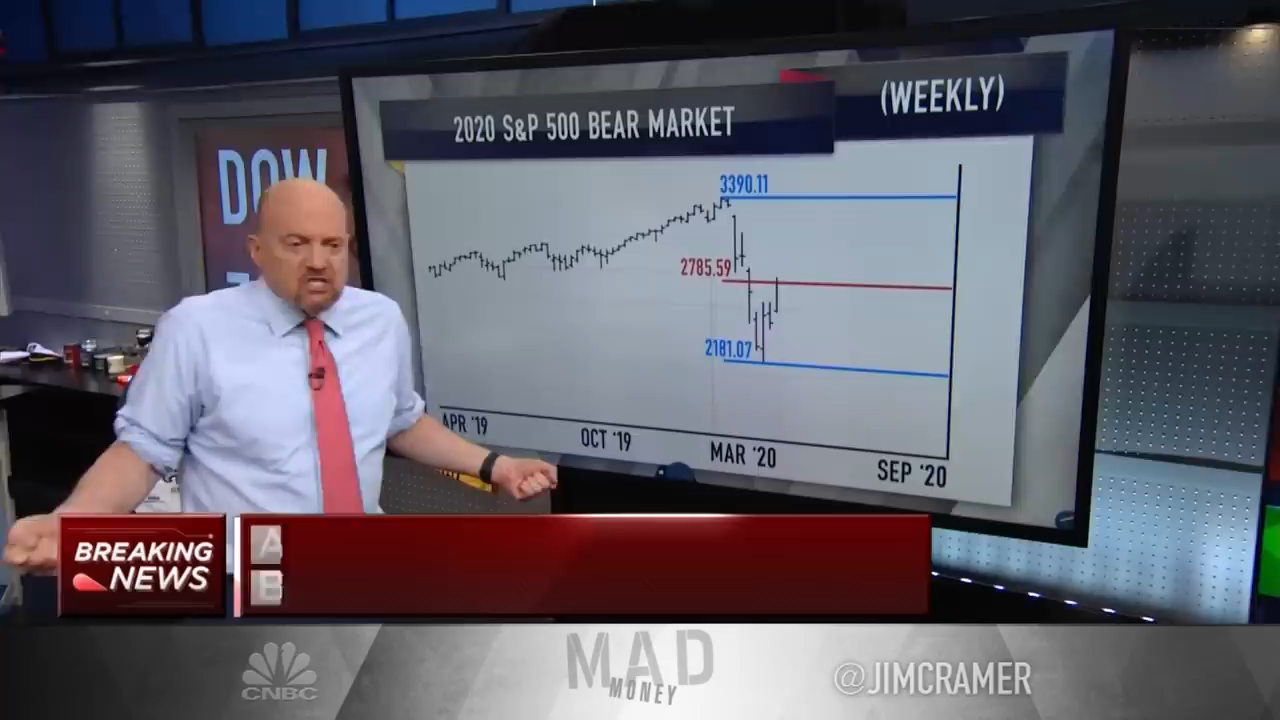 DOW
2020 S&P 500 BEAR MARKET
(WEEKLY)
3390.11
2785.59
2181.07
APR '19
OCT '19
MAR '20
SEP '20
BREAKING
NEWS
A
B
CNBC
MAD
MONEY
@JIMCRAMER